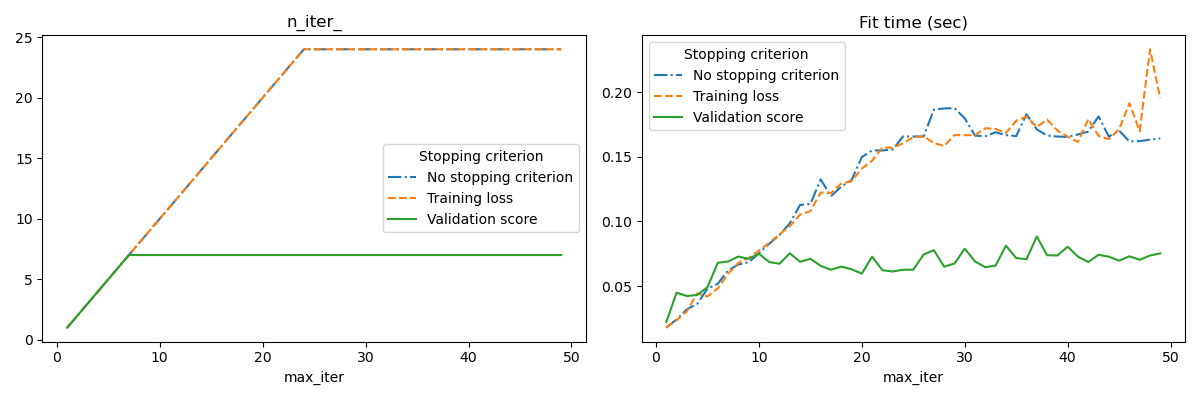 n_iter_
25
20
15
10
5
0
Stopping criterion
No stopping criterion
Training loss
Validation score
0 10 20 30 40 50
max_iter
Fit time (sec)
Stopping criterion
No stopping criterion
Training loss
Validation score
0.20
0.15
0.10
0.05
0 10 20 30 40 50
max_iter